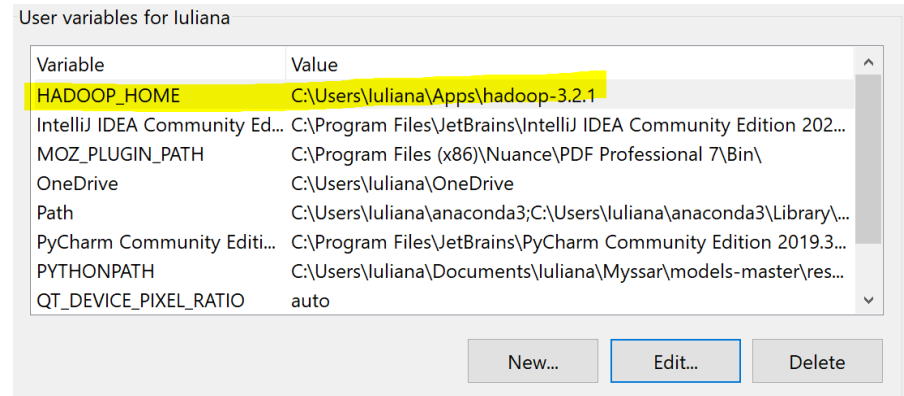 User variables for Iuliana
Variable Value
HADOOP_HOME C:\Users\Iuliana\Apps\hadoop-3.2.1
IntelliJ IDEA Community Ed... C:\Program Files\JetBrains\IntelliJ IDEA Community Edition 202...
MOZ_PLUGIN_PATH C:\Program Files (x86)\Nuance\PDF Professional 7\Bin\
OneDrive C:\Users\Iuliana\OneDrive
Path C:\Users\Iuliana\anaconda3;C:\Users\Iuliana\anaconda3\Library\...
PyCharm Community Editi... C:\Program Files\JetBrains\PyCharm Community Edition 2019.3...
PYTHONPATH C:\Users\Iuliana\Documents\Iuliana\Myssar\models-master\res...
QT_DEVICE_PIXEL_RATIO auto
New... Edit... Delete